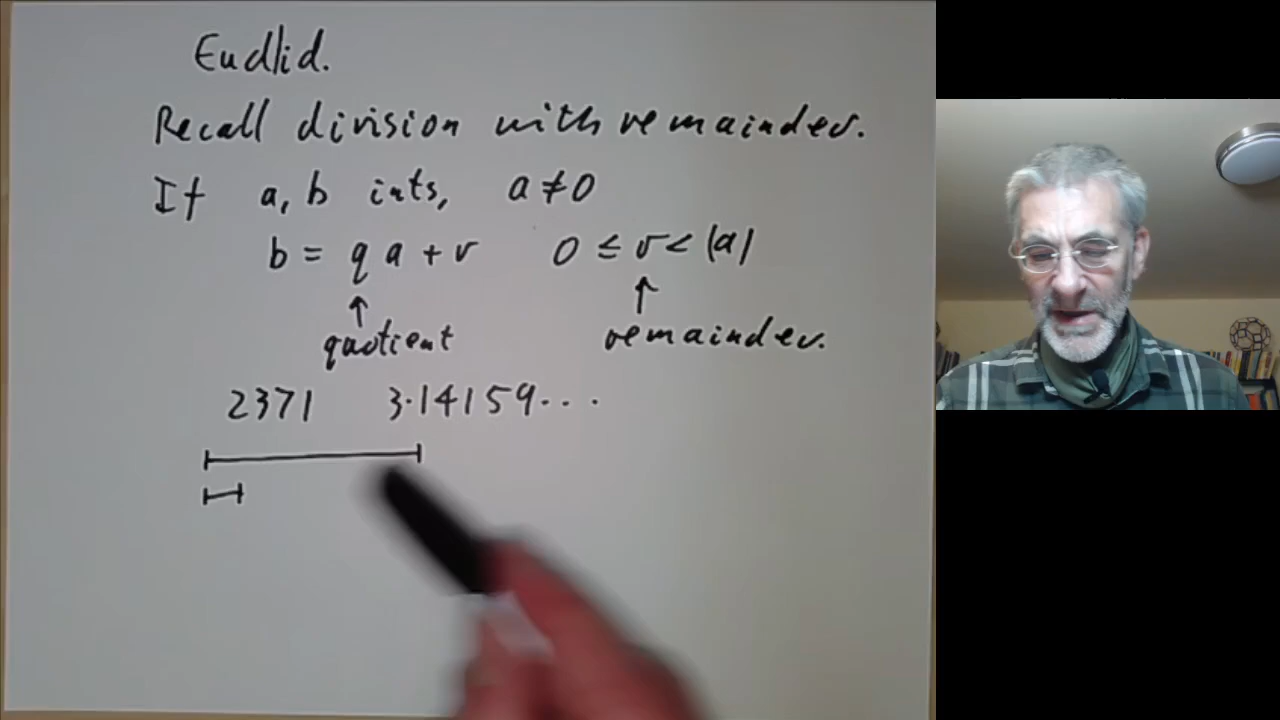 Euclid.
Recall division with remainder.
If a, b ints, a ≠ 0
b = q a + r 0 ≤ r < |a|
↑ ↑
quotient remainder.
2371 3·14159...